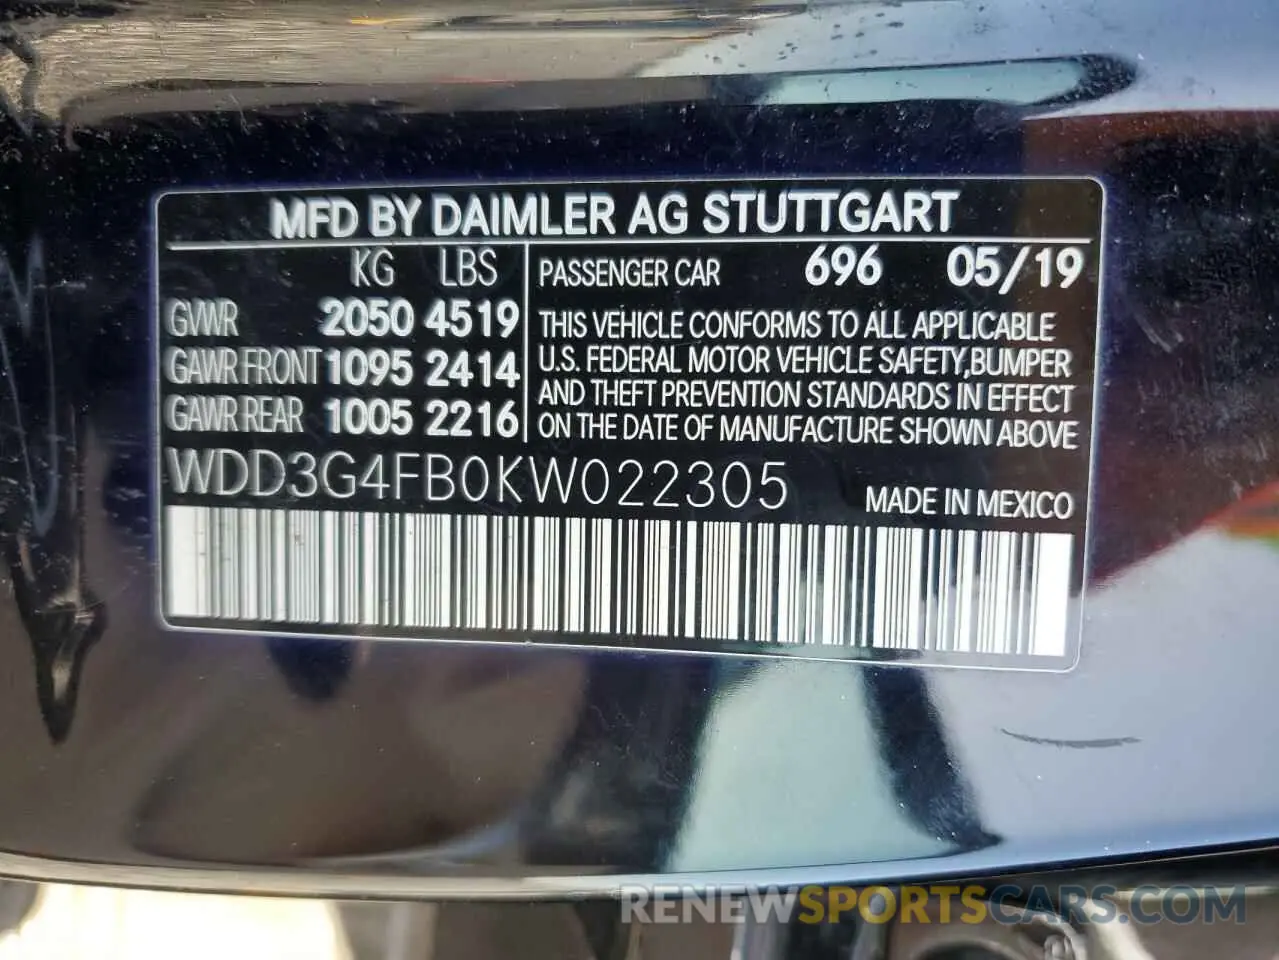 MFD BY DAIMLER AG STUTTGART
KG LBS
GVWR 2050 4519
GAWR FRONT 1095 2414
GAWR REAR 1005 2216
PASSENGER CAR 696 05/19
THIS VEHICLE CONFORMS TO ALL APPLICABLE
U.S. FEDERAL MOTOR VEHICLE SAFETY,BUMPER
AND THEFT PREVENTION STANDARDS IN EFFECT
ON THE DATE OF MANUFACTURE SHOWN ABOVE
WDD3G4FB0KW022305
MADE IN MEXICO
RENEWSPORTSCARS.COM